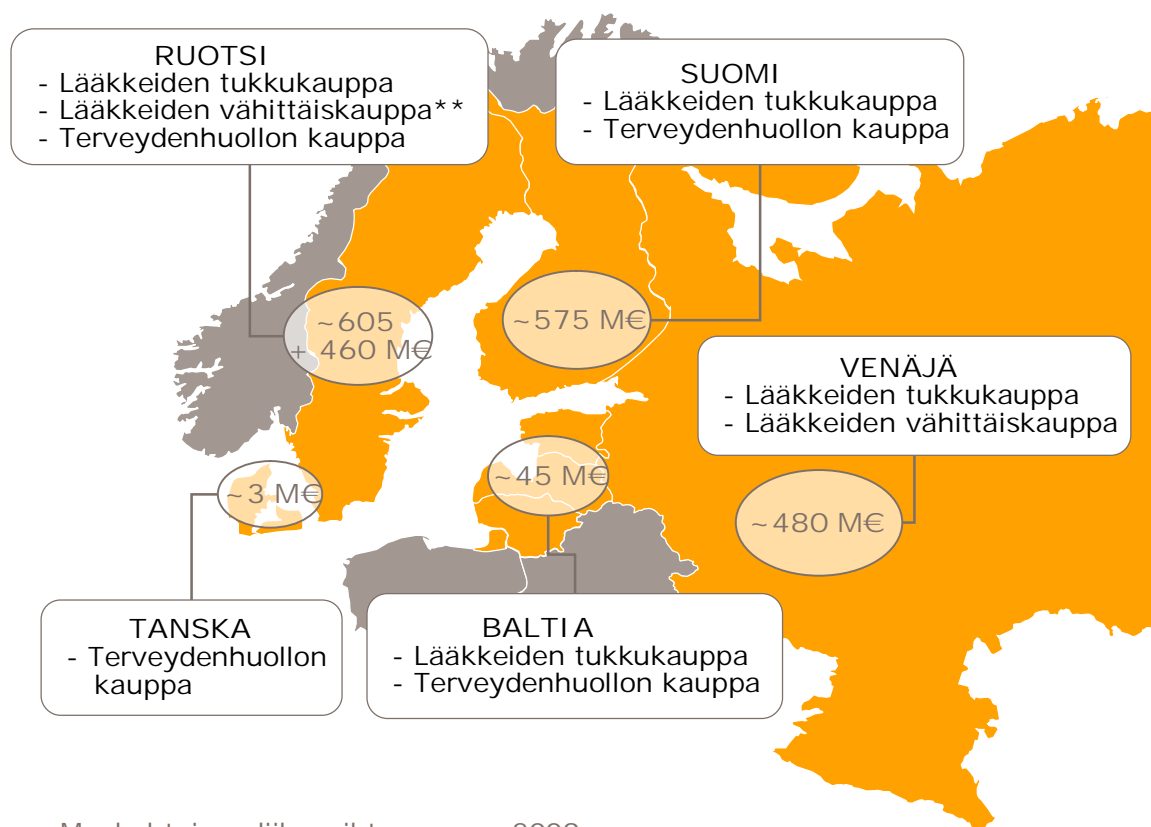 RUOTSI
- Lääkkeiden tukkukauppa
- Lääkkeiden vähittäiskauppa**
- Terveydenhuollon kauppa
SUOMI
- Lääkkeiden tukkukauppa
- Terveydenhuollon kauppa
~605
+ 460 M€
~575 M€
VENÄJÄ
- Lääkkeiden tukkukauppa
- Lääkkeiden vähittäiskauppa
~3 M€
~45 M€
~480 M€
TANSKA
- Terveydenhuollon
kauppa
BALTIA
- Lääkkeiden tukkukauppa
- Terveydenhuollon kauppa